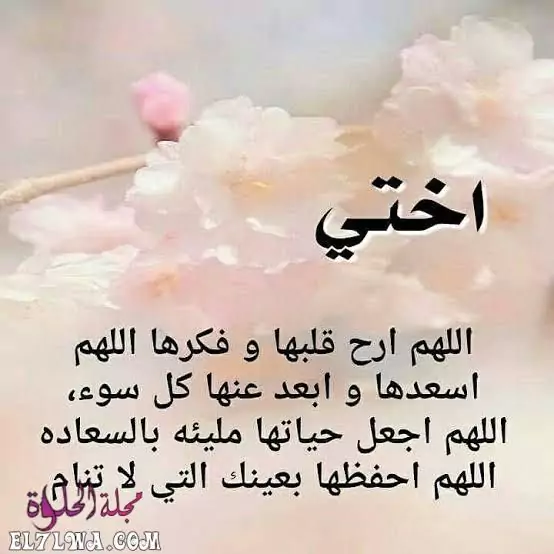 اختي
اللهم ارح قلبها و فكرها اللهم
اسعدها و ابعد عنها كل سوء،
اللهم اجعل حياتها مليئه بالسعاده
اللهم احفظها بعينك التي لا تنام
مجلة الحلوة
EL7LWA.COM